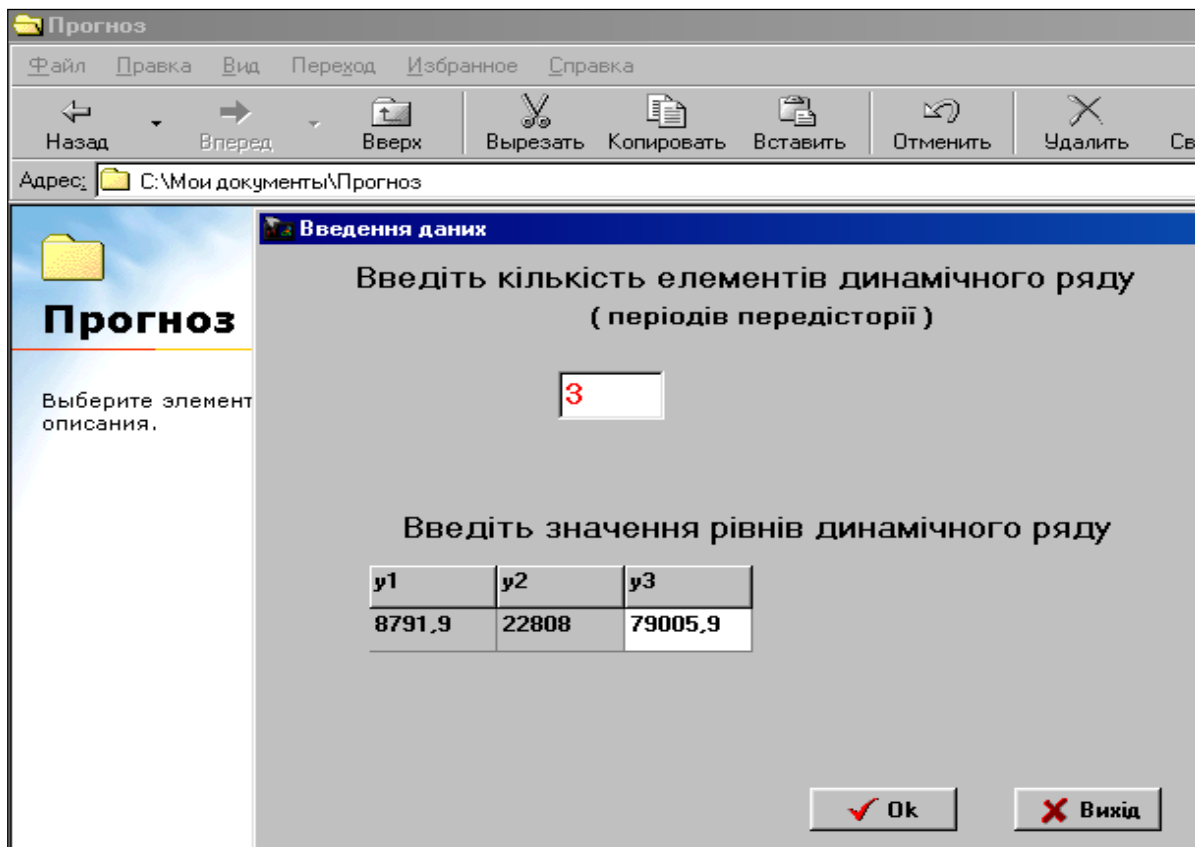 Прогноз
Файл Правка Вид Переход Избранное Справка
Назад Вперед Вверх Вырезать Копировать Вставить Отменить Удалить Св
Адрес: C:\Мои документы\Прогноз
Введення даних
Введіть кількість елементів динамічного ряду
( періодів передісторії )
Прогноз
3
Выберите элемент
описания.
Введіть значення рівнів динамічного ряду
y1 y2 y3
8791,9 22808 79005,9
Ok Вихід